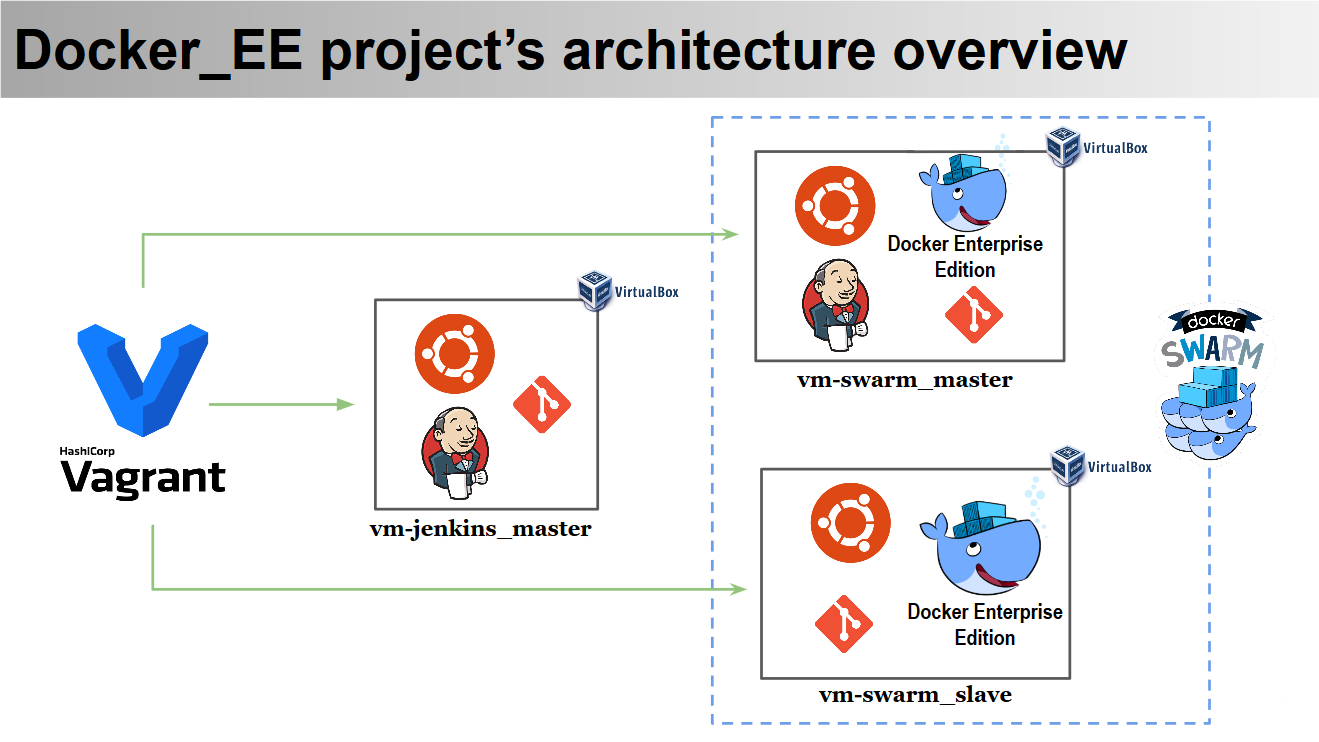 Docker_EE project's architecture overview
VirtualBox
Docker Enterprise
Edition
vm-swarm_master
VirtualBox
vm-jenkins_master
HashiCorp
Vagrant
docker
SWARM
VirtualBox
Docker Enterprise
Edition
vm-swarm_slave